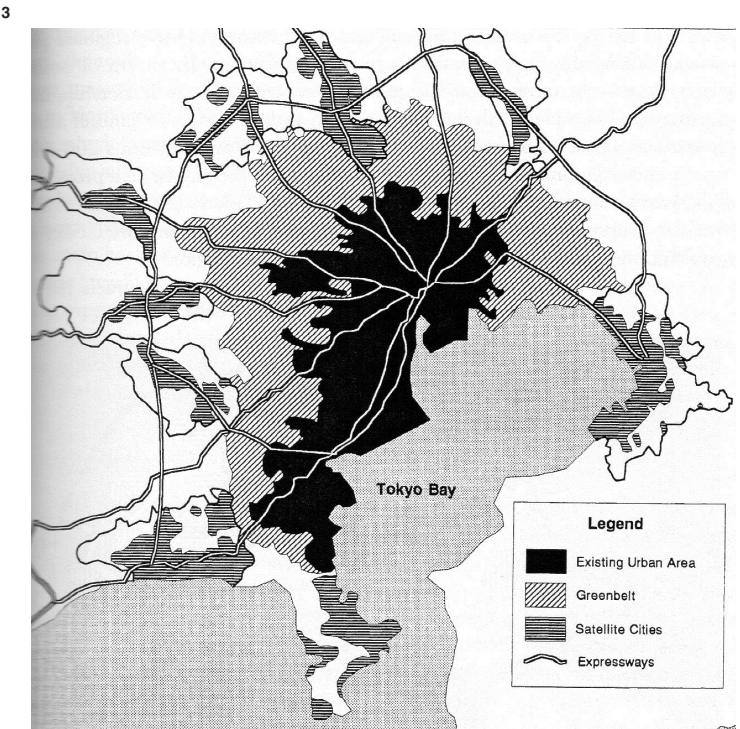 3
Tokyo Bay
Legend
Existing Urban Area
Greenbelt
Satellite Cities
Expressways